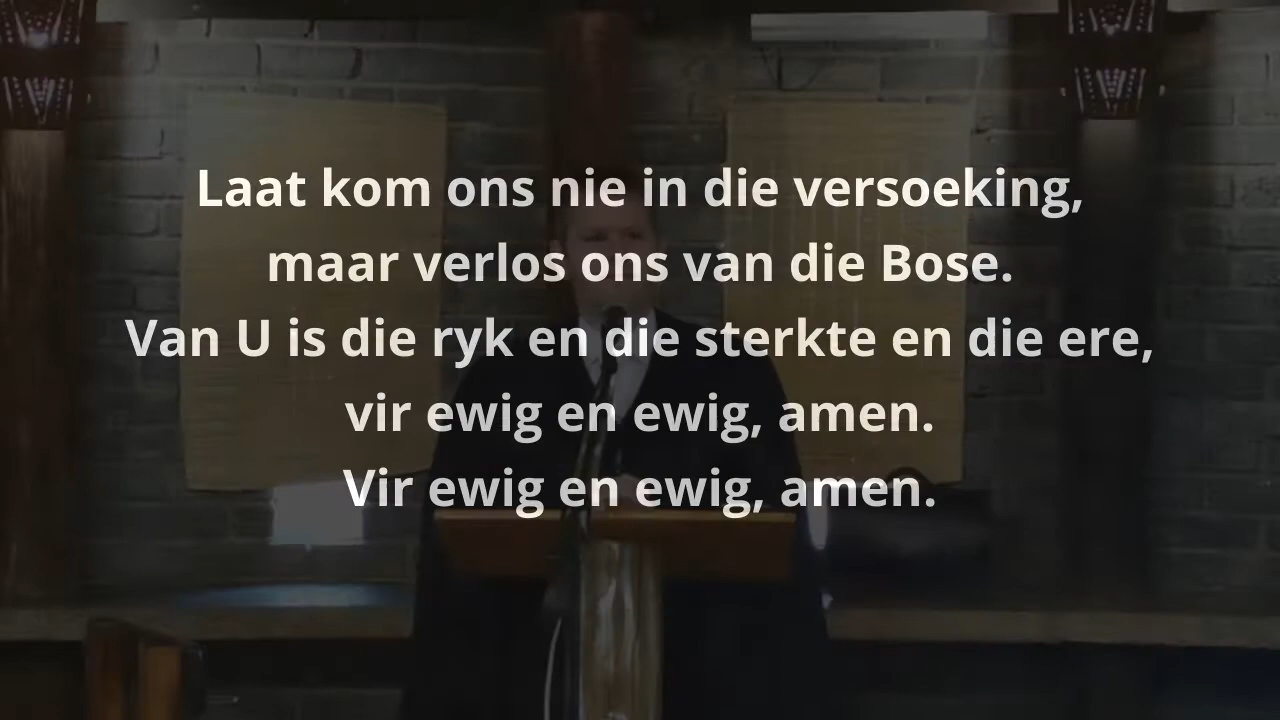 Laat kom ons nie in die versoeking,
maar verlos ons van die Bose.
Van U is die ryk en die sterkte en die ere,
vir ewig en ewig, amen.
Vir ewig en ewig, amen.